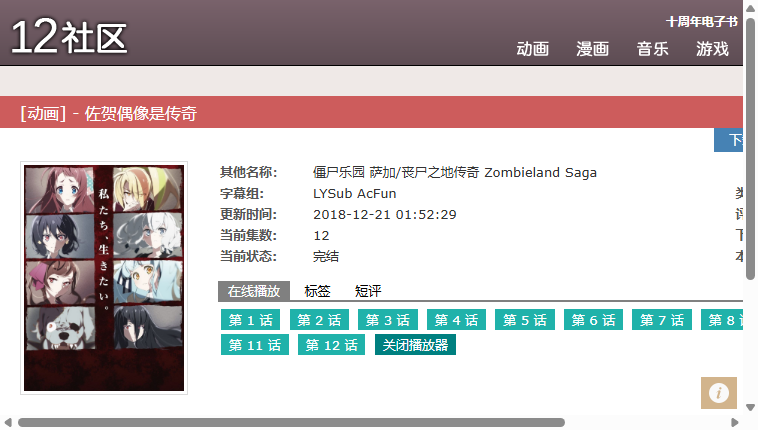 12社区
十周年电子书
动画 漫画 音乐 游戏
[动画] - 佐贺偶像是传奇
下
私たち、生きたい。
其他名称: 僵尸乐园 萨加/丧尸之地传奇 Zombieland Saga
字幕组: LYSub AcFun
更新时间: 2018-12-21 01:52:29
当前集数: 12
当前状态: 完结
在线播放 标签 短评
第 1 话 第 2 话 第 3 话 第 4 话 第 5 话 第 6 话 第 7 话 第 8
第 11 话 第 12 话 关闭播放器